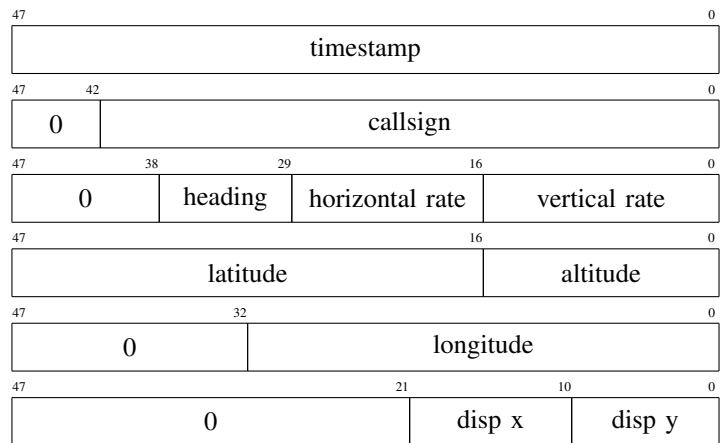 47 0
timestamp
47 42 0
0 callsign
47 38 29 16 0
0 heading horizontal rate vertical rate
47 16 0
latitude altitude
47 32 0
0 longitude
47 21 10 0
0 disp x disp y